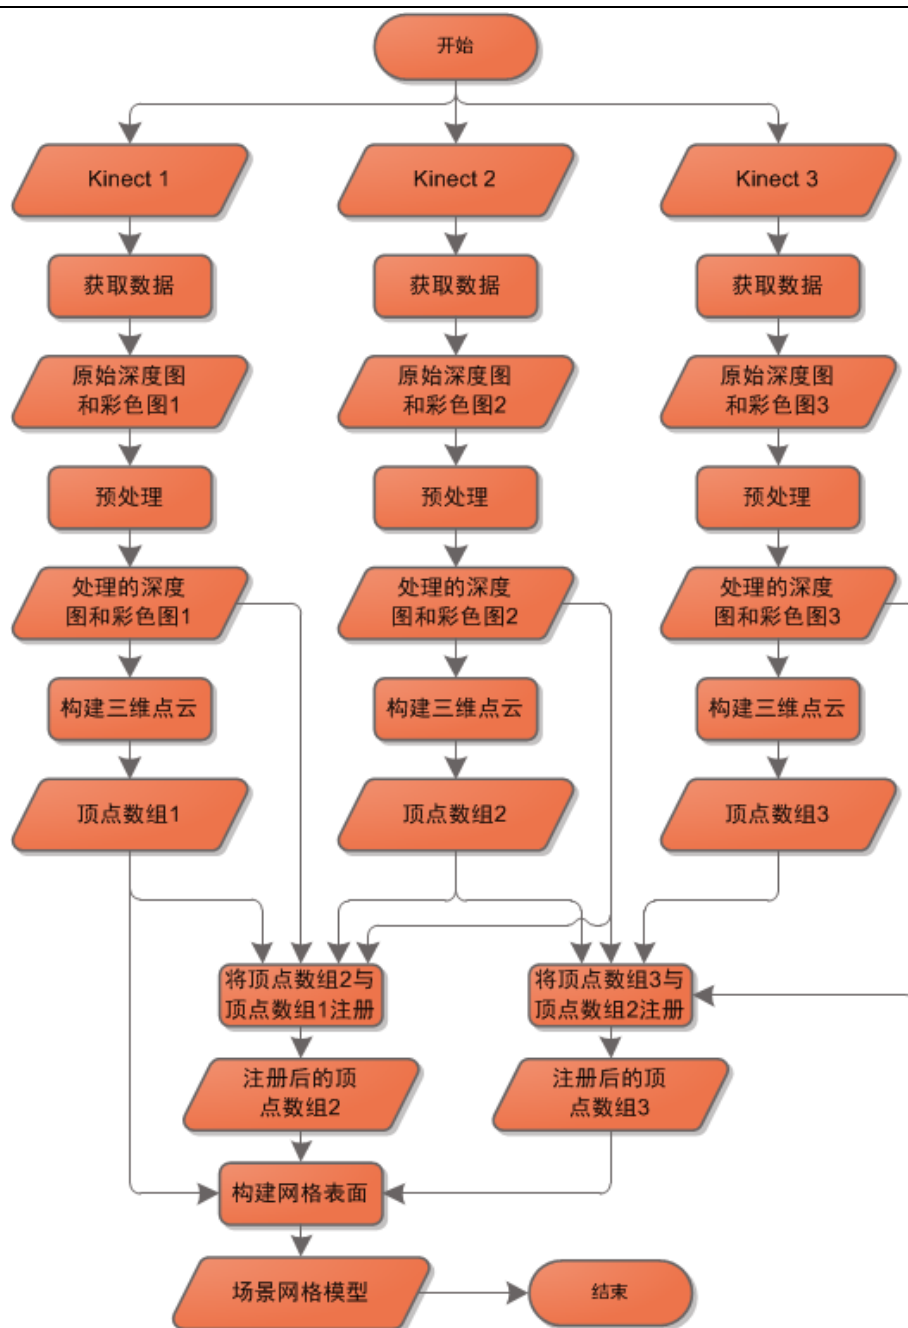 开始
Kinect 1
Kinect 2
Kinect 3
获取数据
获取数据
获取数据
原始深度图
和彩色图1
原始深度图
和彩色图2
原始深度图
和彩色图3
预处理
预处理
预处理
处理的深度
图和彩色图1
处理的深度
图和彩色图2
处理的深度
图和彩色图3
构建三维点云
构建三维点云
构建三维点云
顶点数组1
顶点数组2
顶点数组3
将顶点数组2与
顶点数组1注册
将顶点数组3与
顶点数组2注册
注册后的顶
点数组2
注册后的顶
点数组3
构建网格表面
场景网格模型
结束